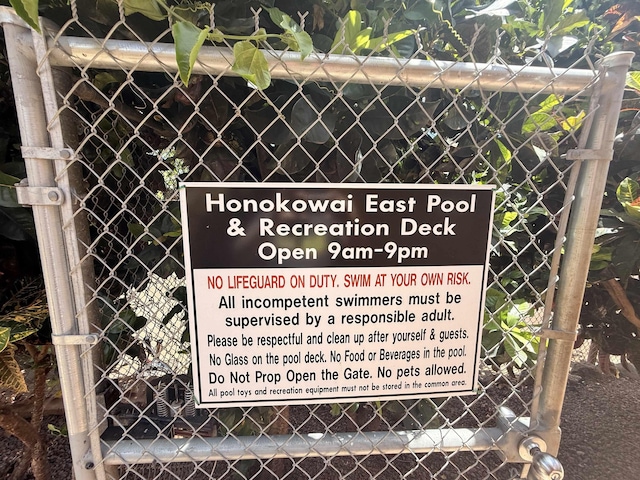 Honokowai East Pool
& Recreation Deck
Open 9am-9pm
NO LIFEGUARD ON DUTY. SWIM AT YOUR OWN RISK.
All incompetent swimmers must be
supervised by a responsible adult.
Please be respectful and clean up after yourself & guests.
No Glass on the pool deck. No Food or Beverages in the pool.
Do Not Prop Open the Gate. No pets allowed.
All pool toys and recreation equipment must not be stored in the common area.